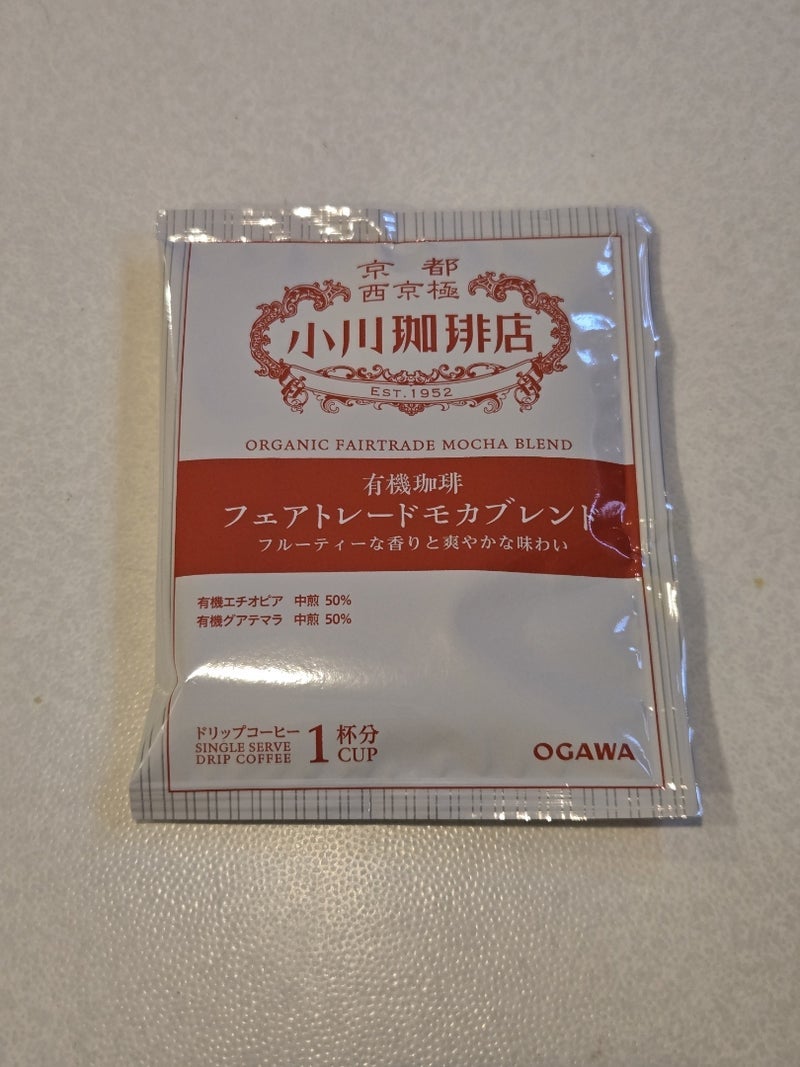 京都
西京極
小川珈琲店
EST.1952
ORGANIC FAIRTRADE MOCHA BLEND
有機珈琲
フェアトレードモカブレンド
フルーティーな香りと爽やかな味わい
有機エチオピア 中煎 50%
有機グアテマラ 中煎 50%
ドリップコーヒー
SINGLE SERVE
DRIP COFFEE
1
杯分
CUP
OGAWA